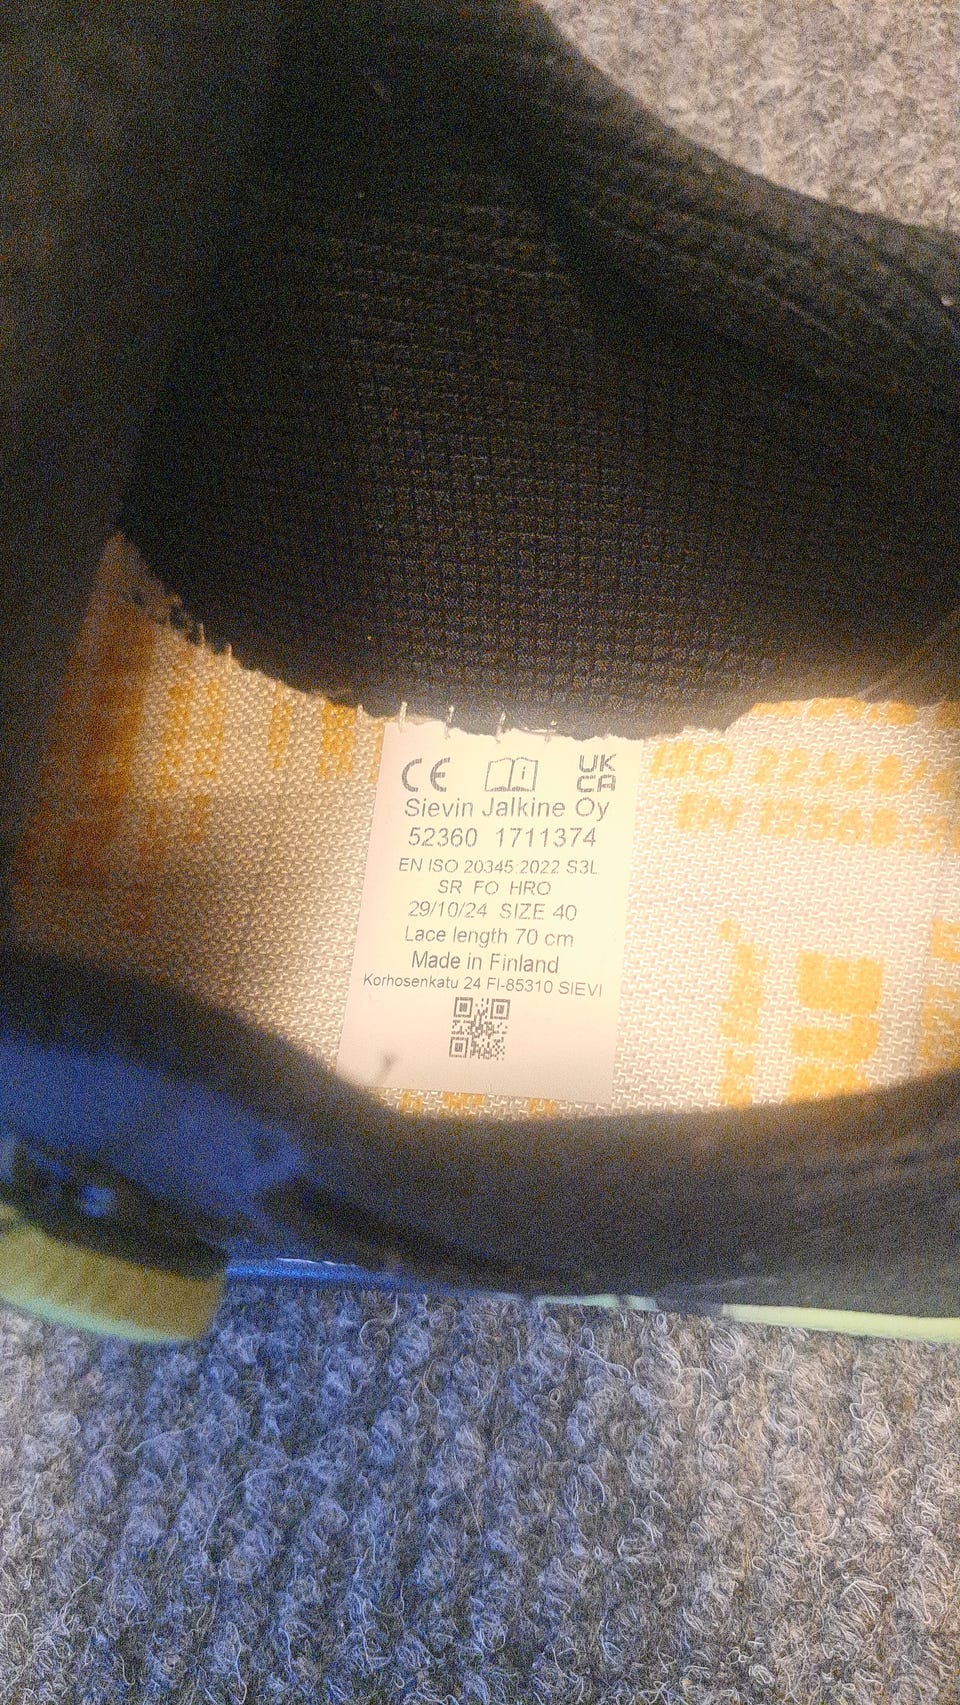 CE UK CA
Sievin Jalkine Oy
52360 1711374
EN ISO 20345:2022 S3L
SR FO HRO
29/10/24 SIZE 40
Lace length 70 cm
Made in Finland
Korhosenkatu 24 FI-85310 SIEVI